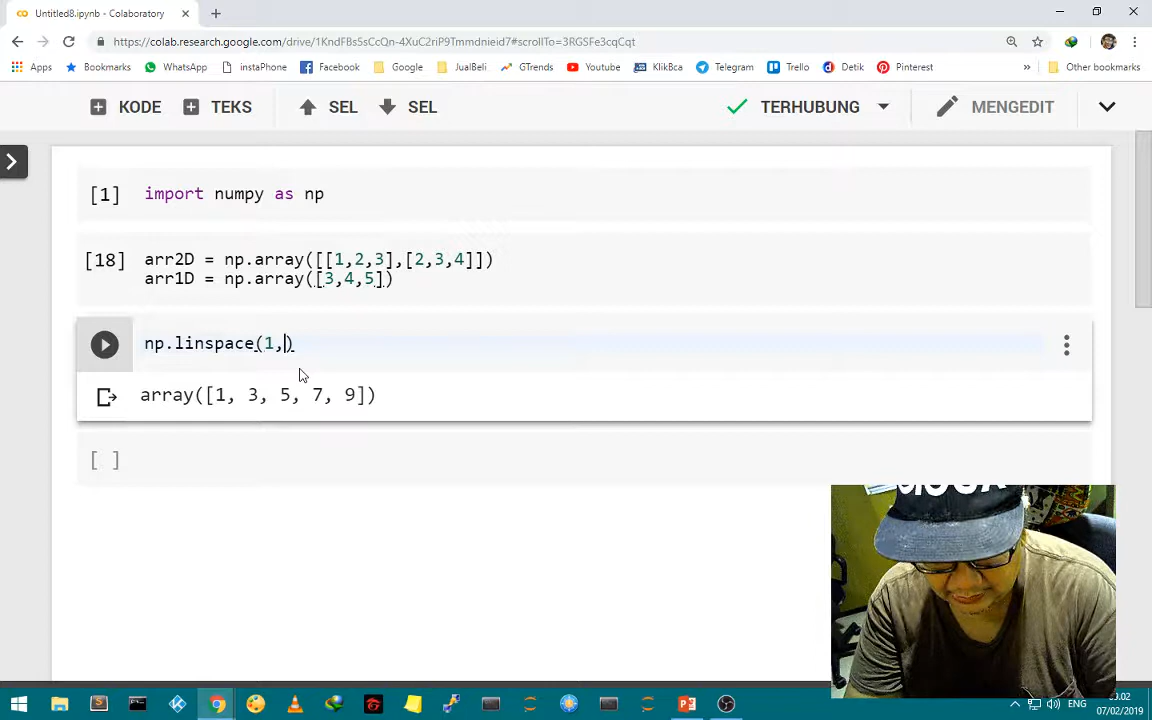 Untitled8.ipynb - Colaboratory
https://colab.research.google.com/drive/1KndFBs5sCcQn-4XuC2riP9Tmmdnieid7#scrollTo=3RGSFe3cqCqt
Apps Bookmarks WhatsApp instaPhone Facebook Google JualBeli GTrends Youtube KlikBca Telegram Trello Detik Pinterest » Other bookmarks
KODE TEKS SEL SEL TERHUBUNG MENGEDIT
[1] import numpy as np
[18] arr2D = np.array([[1,2,3],[2,3,4]])
arr1D = np.array([3,4,5])
np.linspace(1,)
array([1, 3, 5, 7, 9])
[ ]
ENG
07/02/2019